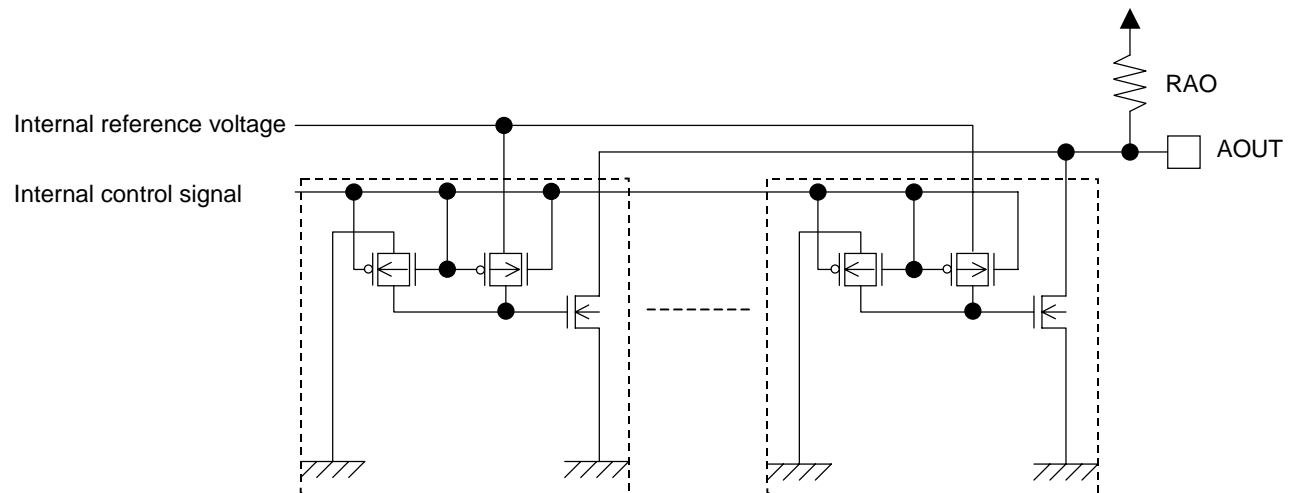 RAO
Internal reference voltage
AOUT
Internal control signal